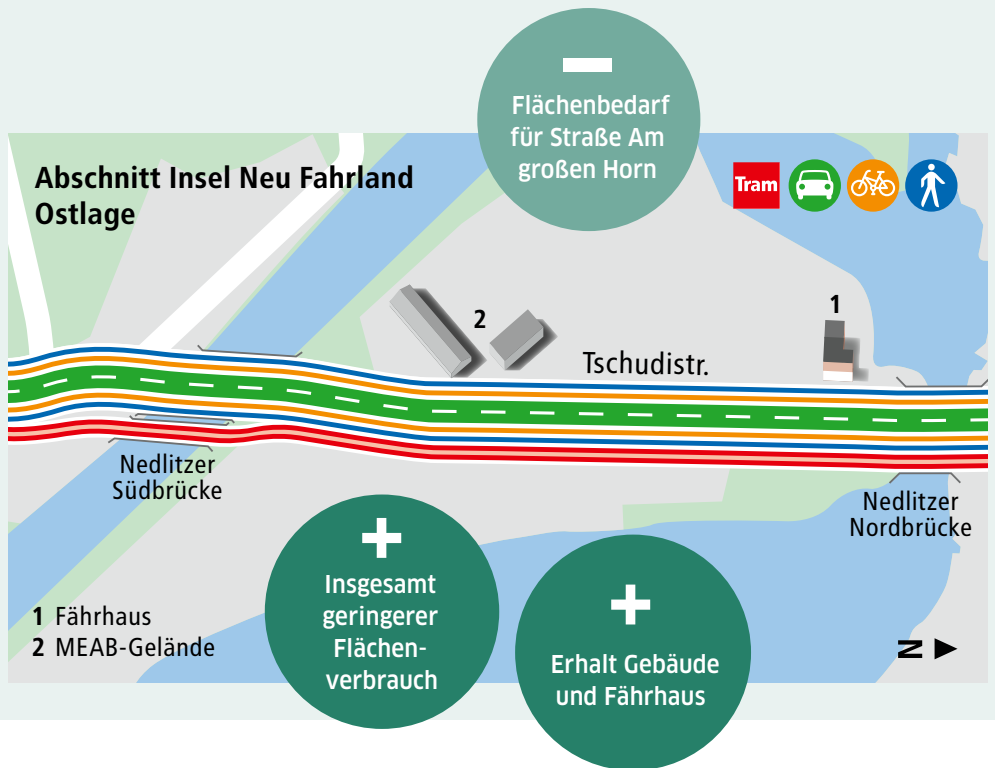 Flächenbedarf
für Straße Am
großen Horn
Abschnitt Insel Neu Fahrland
Ostlage
Tram
1
2
Tschudistr.
Nedlitzer
Südbrücke
Nedlitzer
Nordbrücke
Insgesamt
geringerer
Flächen-
verbrauch
Erhalt Gebäude
und Fährhaus
1 Fährhaus
2 MEAB-Gelände
N